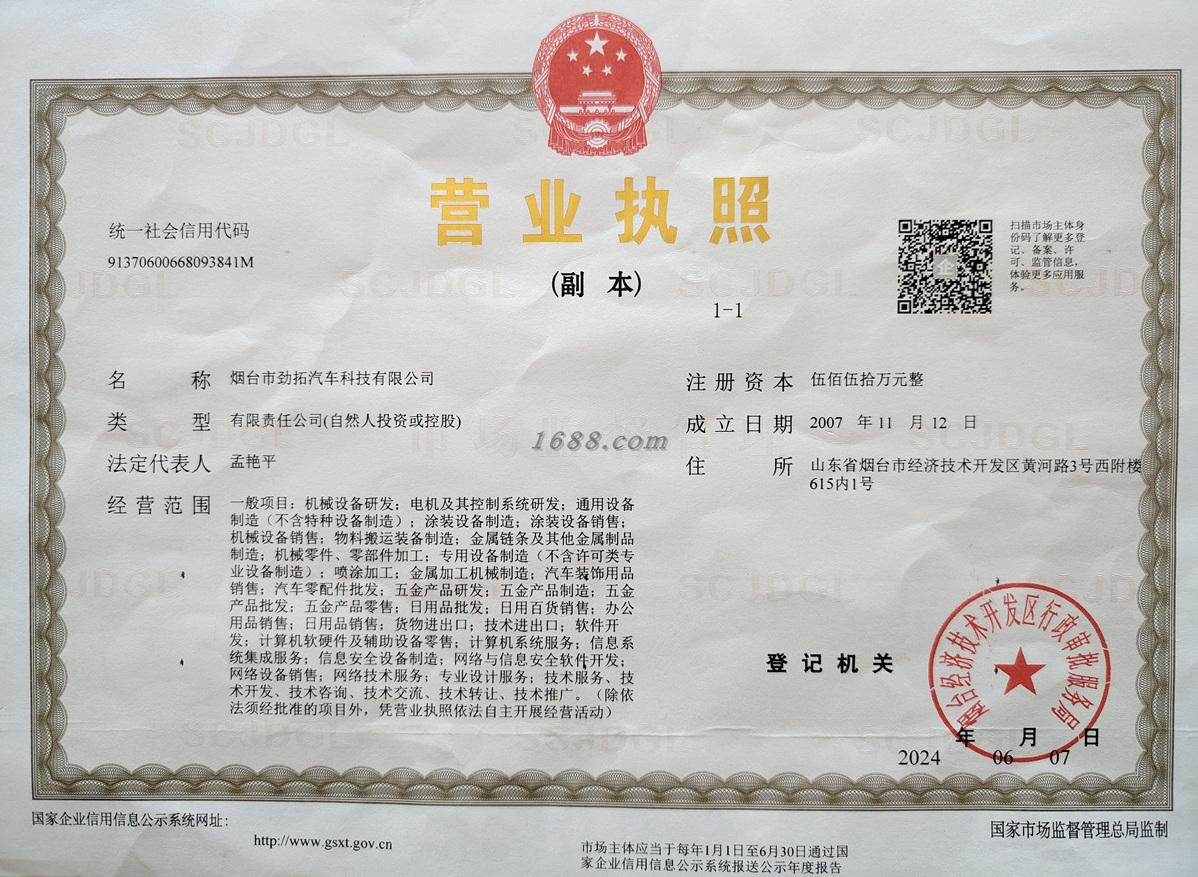 营业执照
(副 本)
1-1
统一社会信用代码
91370600668093841M
扫描市场主体身
份码了解更多登
记、备案、许
可、监管信息,
体验更多应用服
务。
名 称 烟台市劲拓汽车科技有限公司
类 型 有限责任公司(自然人投资或控股)
法定代表人 孟艳平
经营范围 一般项目：机械设备研发；电机及其控制系统研发；通用设备
制造（不含特种设备制造）；涂装设备制造；涂装设备销售；
机械设备销售；物料搬运装备制造；金属链条及其他金属制品
制造；机械零件、零部件加工；专用设备制造（不含许可类专
业设备制造）；喷涂加工；金属加工机械制造；汽车装饰用品
销售；汽车零配件批发；五金产品研发；五金产品制造；五金
产品批发；五金产品零售；日用品批发；日用百货销售；办公
用品销售；日用品销售；货物进出口；技术进出口；软件开
发；计算机软硬件及辅助设备零售；计算机系统服务；信息系
统集成服务；信息安全设备制造；网络与信息安全软件开发；
网络设备销售；网络技术服务；专业设计服务；技术服务、技
术开发、技术咨询、技术交流、技术转让、技术推广。（除依
法须经批准的项目外，凭营业执照依法自主开展经营活动）
注册资本 伍佰伍拾万元整
成立日期 2007 年 11 月 12 日
住 所 山东省烟台市经济技术开发区黄河路3号西附楼
615内1号
1688.com
登记机关
烟台经济技术开发区行政审批服务局
年 月 日
2024 06 07
国家企业信用信息公示系统网址：
http://www.gsxt.gov.cn
市场主体应当于每年1月1日至6月30日通过国
家企业信用信息公示系统报送公示年度报告
国家市场监督管理总局监制